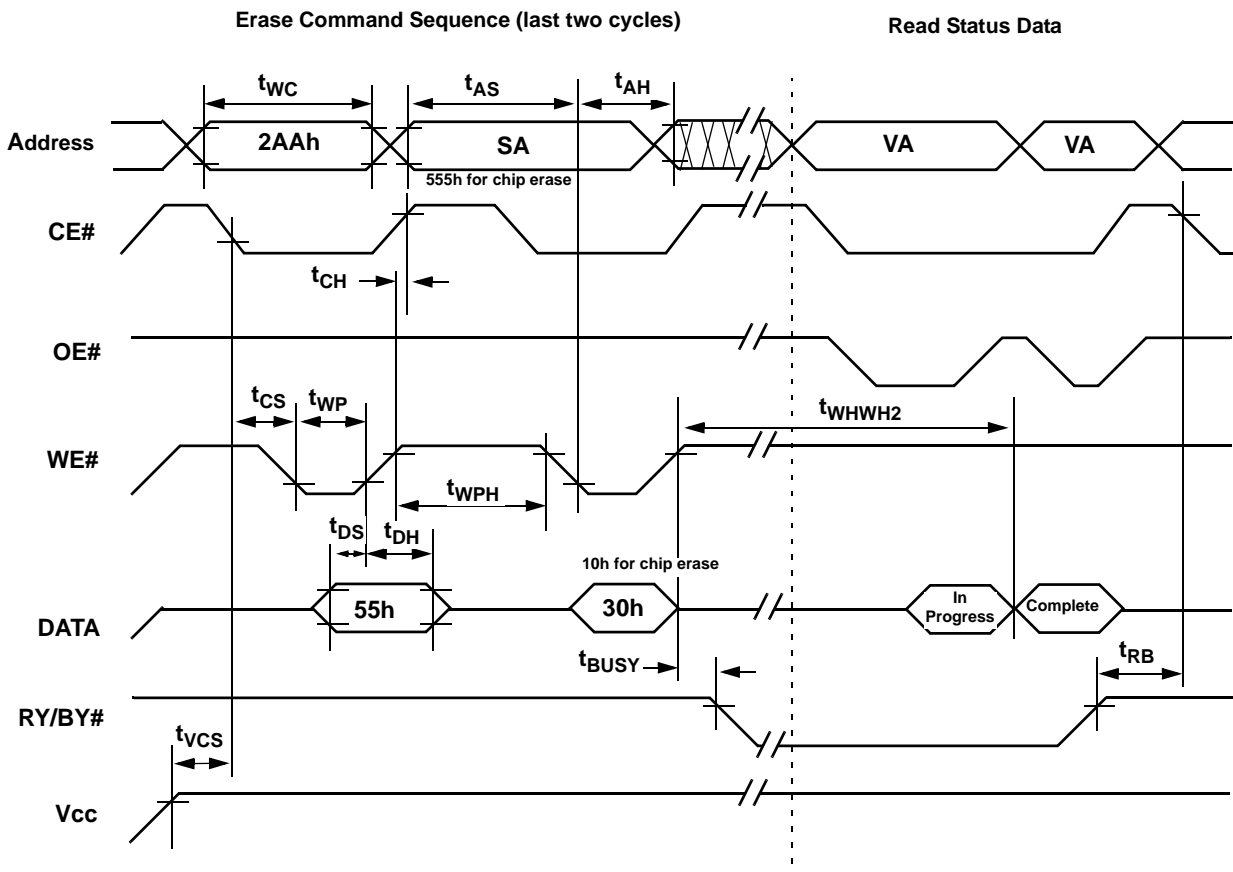 Erase Command Sequence (last two cycles)
Read Status Data
tWC
tAS
tAH
Address
2AAh
SA
VA
VA
555h for chip erase
CE#
tCH
OE#
tCS
tWP
tWHWH2
WE#
tWPH
tDS
tDH
10h for chip erase
55h
30h
In
Progress
Complete
DATA
tBUSY
tRB
RY/BY#
tVCS
Vcc